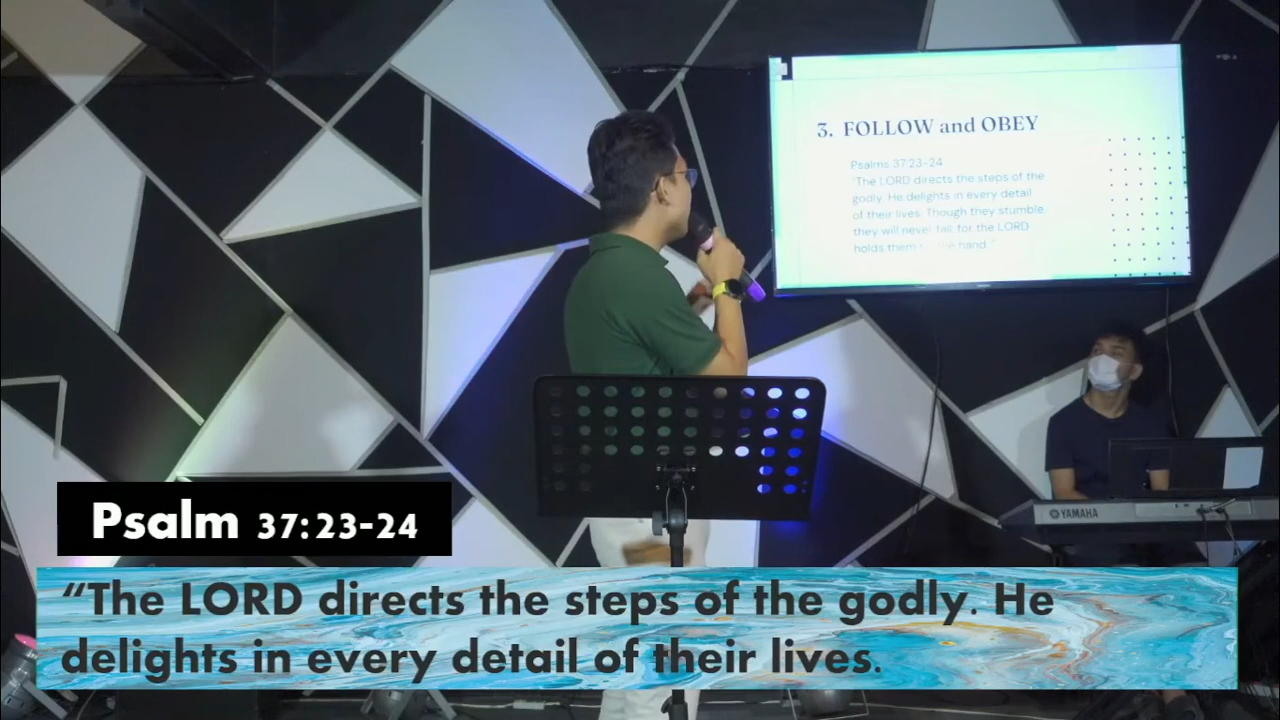 3. FOLLOW and OBEY
Psalms 37:23-24
"The LORD directs the steps of the
godly. He delights in every detail
of their lives. Though they stumble,
they will never fall, for the LORD
holds them the hand."
YAMAHA
Psalm 37:23-24
“The LORD directs the steps of the godly. He
delights in every detail of their lives.